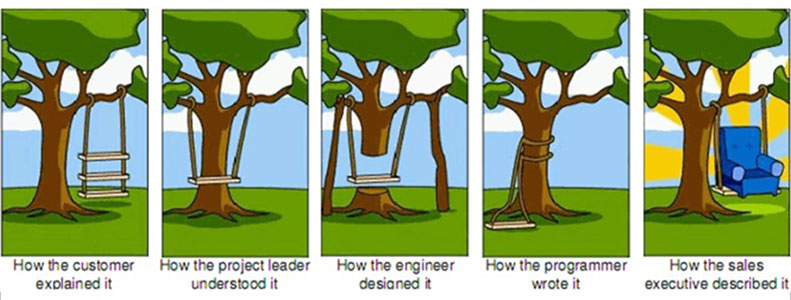 How the customer
explained it
How the project leader
understood it
How the engineer
designed it
How the programmer
wrote it
How the sales
executive described it